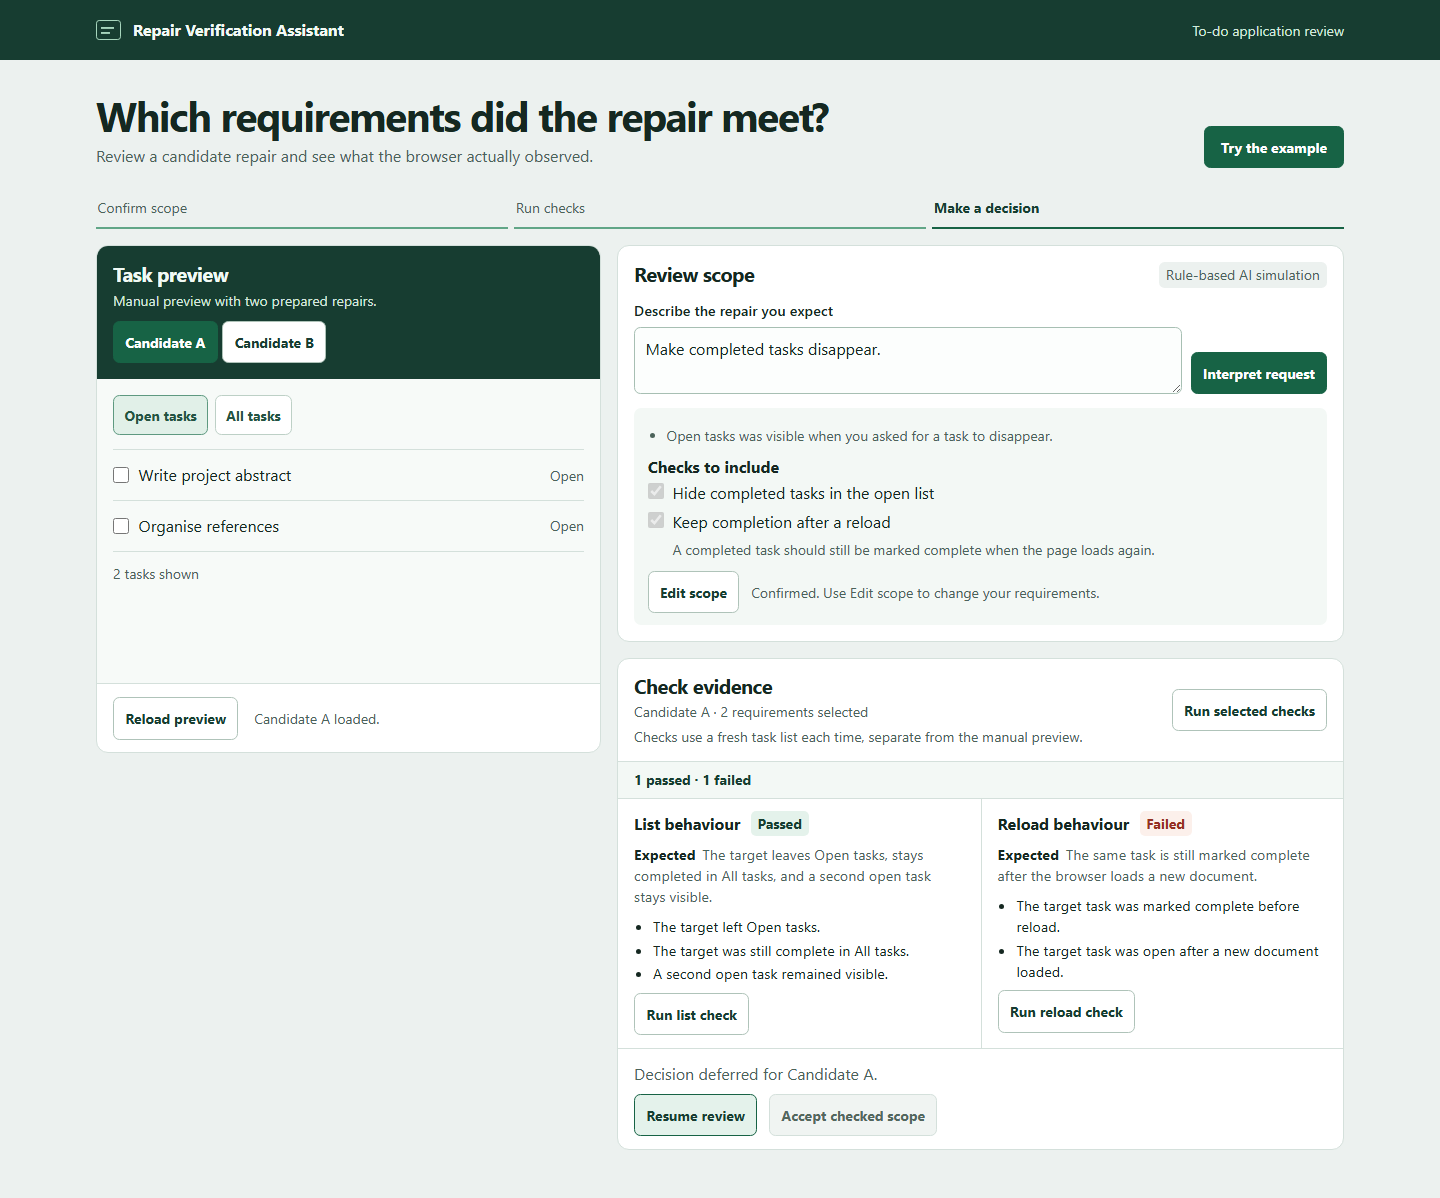 Repair Verification Assistant
To-do application review
Which requirements did the repair meet?
Review a candidate repair and see what the browser actually observed.
Try the example
Confirm scope
Run checks
Make a decision
Task preview
Manual preview with two prepared repairs.
Candidate A
Candidate B
Open tasks
All tasks
Write project abstract
Open
Organise references
Open
2 tasks shown
Reload preview
Candidate A loaded.
Review scope
Rule-based AI simulation
Describe the repair you expect
Make completed tasks disappear.
Interpret request
• Open tasks was visible when you asked for a task to disappear.
Checks to include
Hide completed tasks in the open list
Keep completion after a reload
A completed task should still be marked complete when the page loads again.
Edit scope
Confirmed. Use Edit scope to change your requirements.
Check evidence
Candidate A · 2 requirements selected
Checks use a fresh task list each time, separate from the manual preview.
Run selected checks
1 passed · 1 failed
List behaviour
Passed
Expected The target leaves Open tasks, stays
completed in All tasks, and a second open task
stays visible.
• The target left Open tasks.
• The target was still complete in All tasks.
• A second open task remained visible.
Run list check
Reload behaviour
Failed
Expected The same task is still marked complete
after the browser loads a new document.
• The target task was marked complete before
reload.
• The target task was open after a new document
loaded.
Run reload check
Decision deferred for Candidate A.
Resume review
Accept checked scope